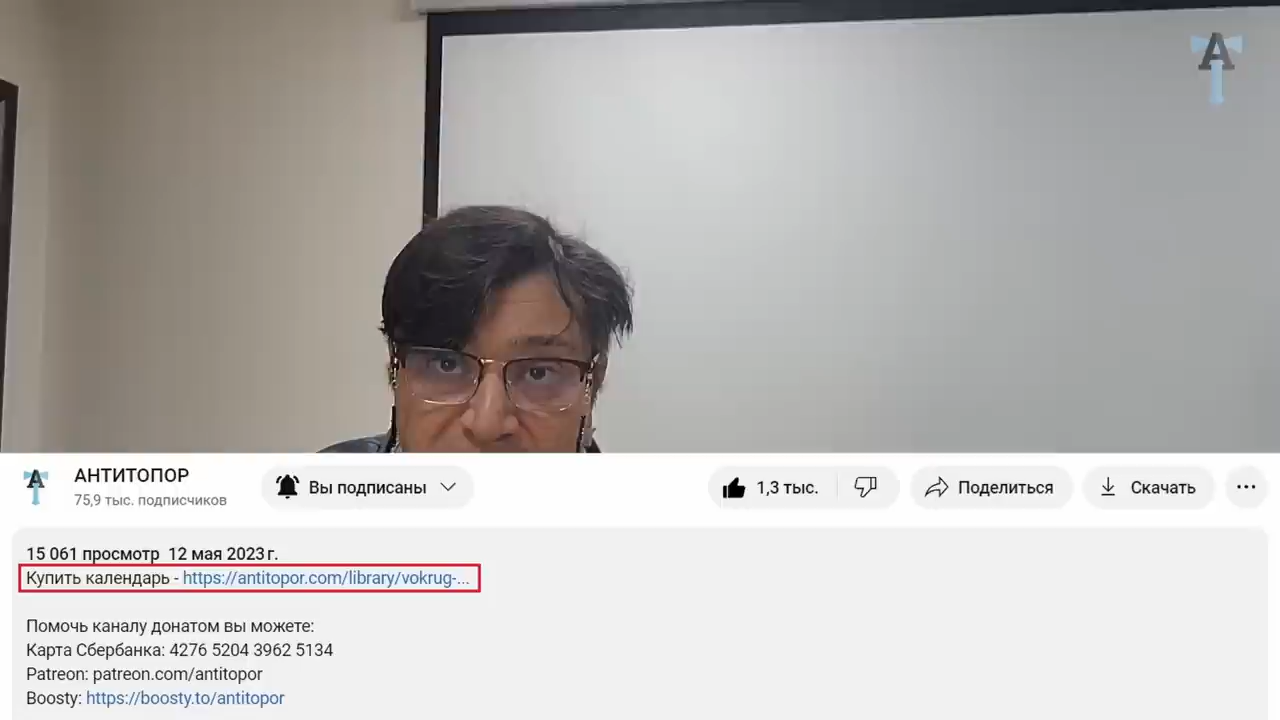 А
А
АНТИТОПОР
75,9 тыс. подписчиков
Вы подписаны
1,3 тыс.
Поделиться
Скачать
15 061 просмотр 12 мая 2023 г.
Купить календарь - https://antitopor.com/library/vokrug-...
Помочь каналу донатом вы можете:
Карта Сбербанка: 4276 5204 3962 5134
Patreon: patreon.com/antitopor
Boosty: https://boosty.to/antitopor